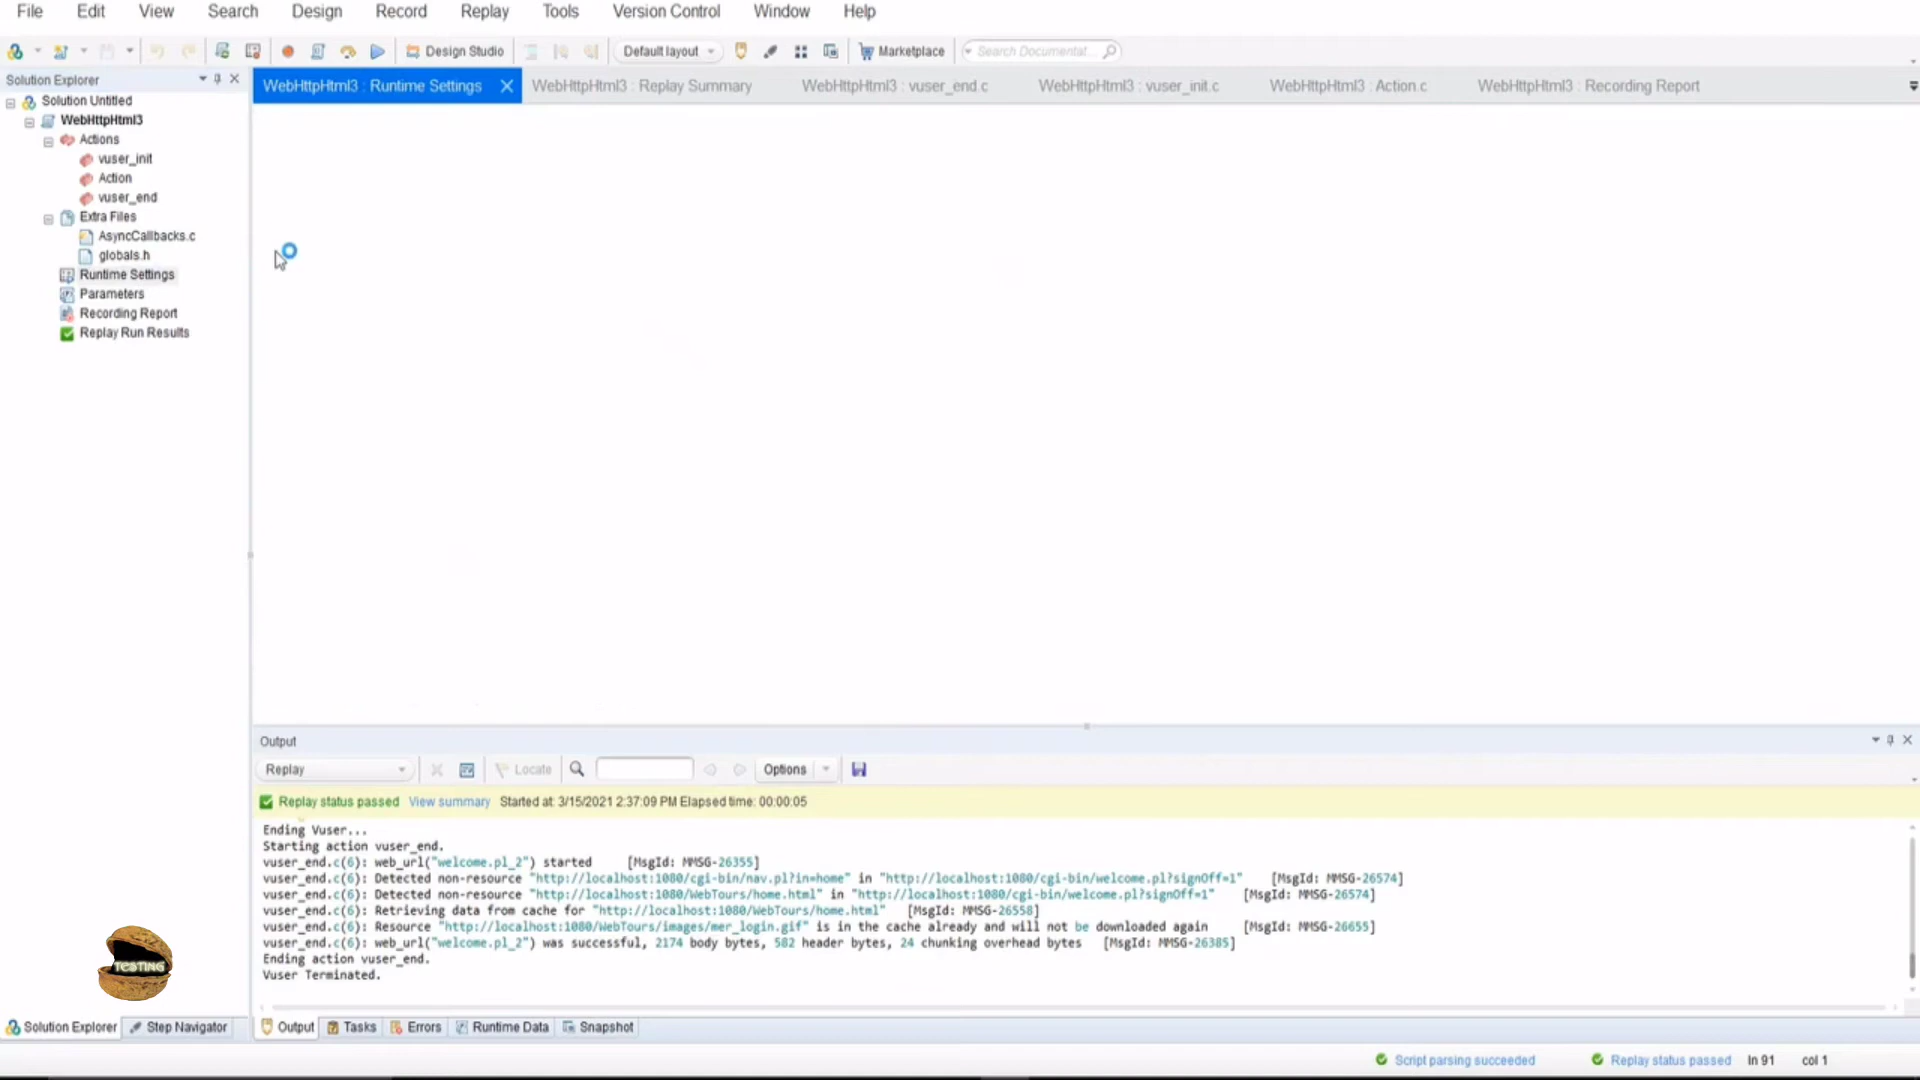 File Edit View Search Design Record Replay Tools Version Control Window Help
Design Studio Default layout Marketplace Search Documentat...
Solution Explorer
WebHttpHtml3 : Runtime Settings WebHttpHtml3 : Replay Summary WebHttpHtml3 : vuser_end.c WebHttpHtml3 : vuser_init.c WebHttpHtml3 : Action.c WebHttpHtml3 : Recording Report
Solution Untitled
WebHttpHtml3
Actions
vuser_init
Action
vuser_end
Extra Files
AsyncCallbacks.c
globals.h
Runtime Settings
Parameters
Recording Report
Replay Run Results
Output
Replay Locate Options
Replay status passed View summary Started at: 3/15/2021 2:37:09 PM Elapsed time: 00:00:05
Ending Vuser...
Starting action vuser_end.
vuser_end.c(6): web_url("welcome.pl_2") started [MsgId: MMSG-26355]
vuser_end.c(6): Detected non-resource "http://localhost:1080/cgi-bin/nav.pl?in=home" in "http://localhost:1080/cgi-bin/welcome.pl?signOff=1" [MsgId: MMSG-26574]
vuser_end.c(6): Detected non-resource "http://localhost:1080/WebTours/home.html" in "http://localhost:1080/cgi-bin/welcome.pl?signOff=1" [MsgId: MMSG-26574]
vuser_end.c(6): Retrieving data from cache for "http://localhost:1080/WebTours/home.html" [MsgId: MMSG-26558]
vuser_end.c(6): Resource "http://localhost:1080/WebTours/images/mer_login.gif" is in the cache already and will not be downloaded again [MsgId: MMSG-26655]
vuser_end.c(6): web_url("welcome.pl_2") was successful, 2174 body bytes, 582 header bytes, 24 chunking overhead bytes [MsgId: MMSG-26385]
Ending action vuser_end.
Vuser Terminated.
TESTING
Solution Explorer Step Navigator Output Tasks Errors Runtime Data Snapshot
Script parsing succeeded Replay status passed ln 91 col 1